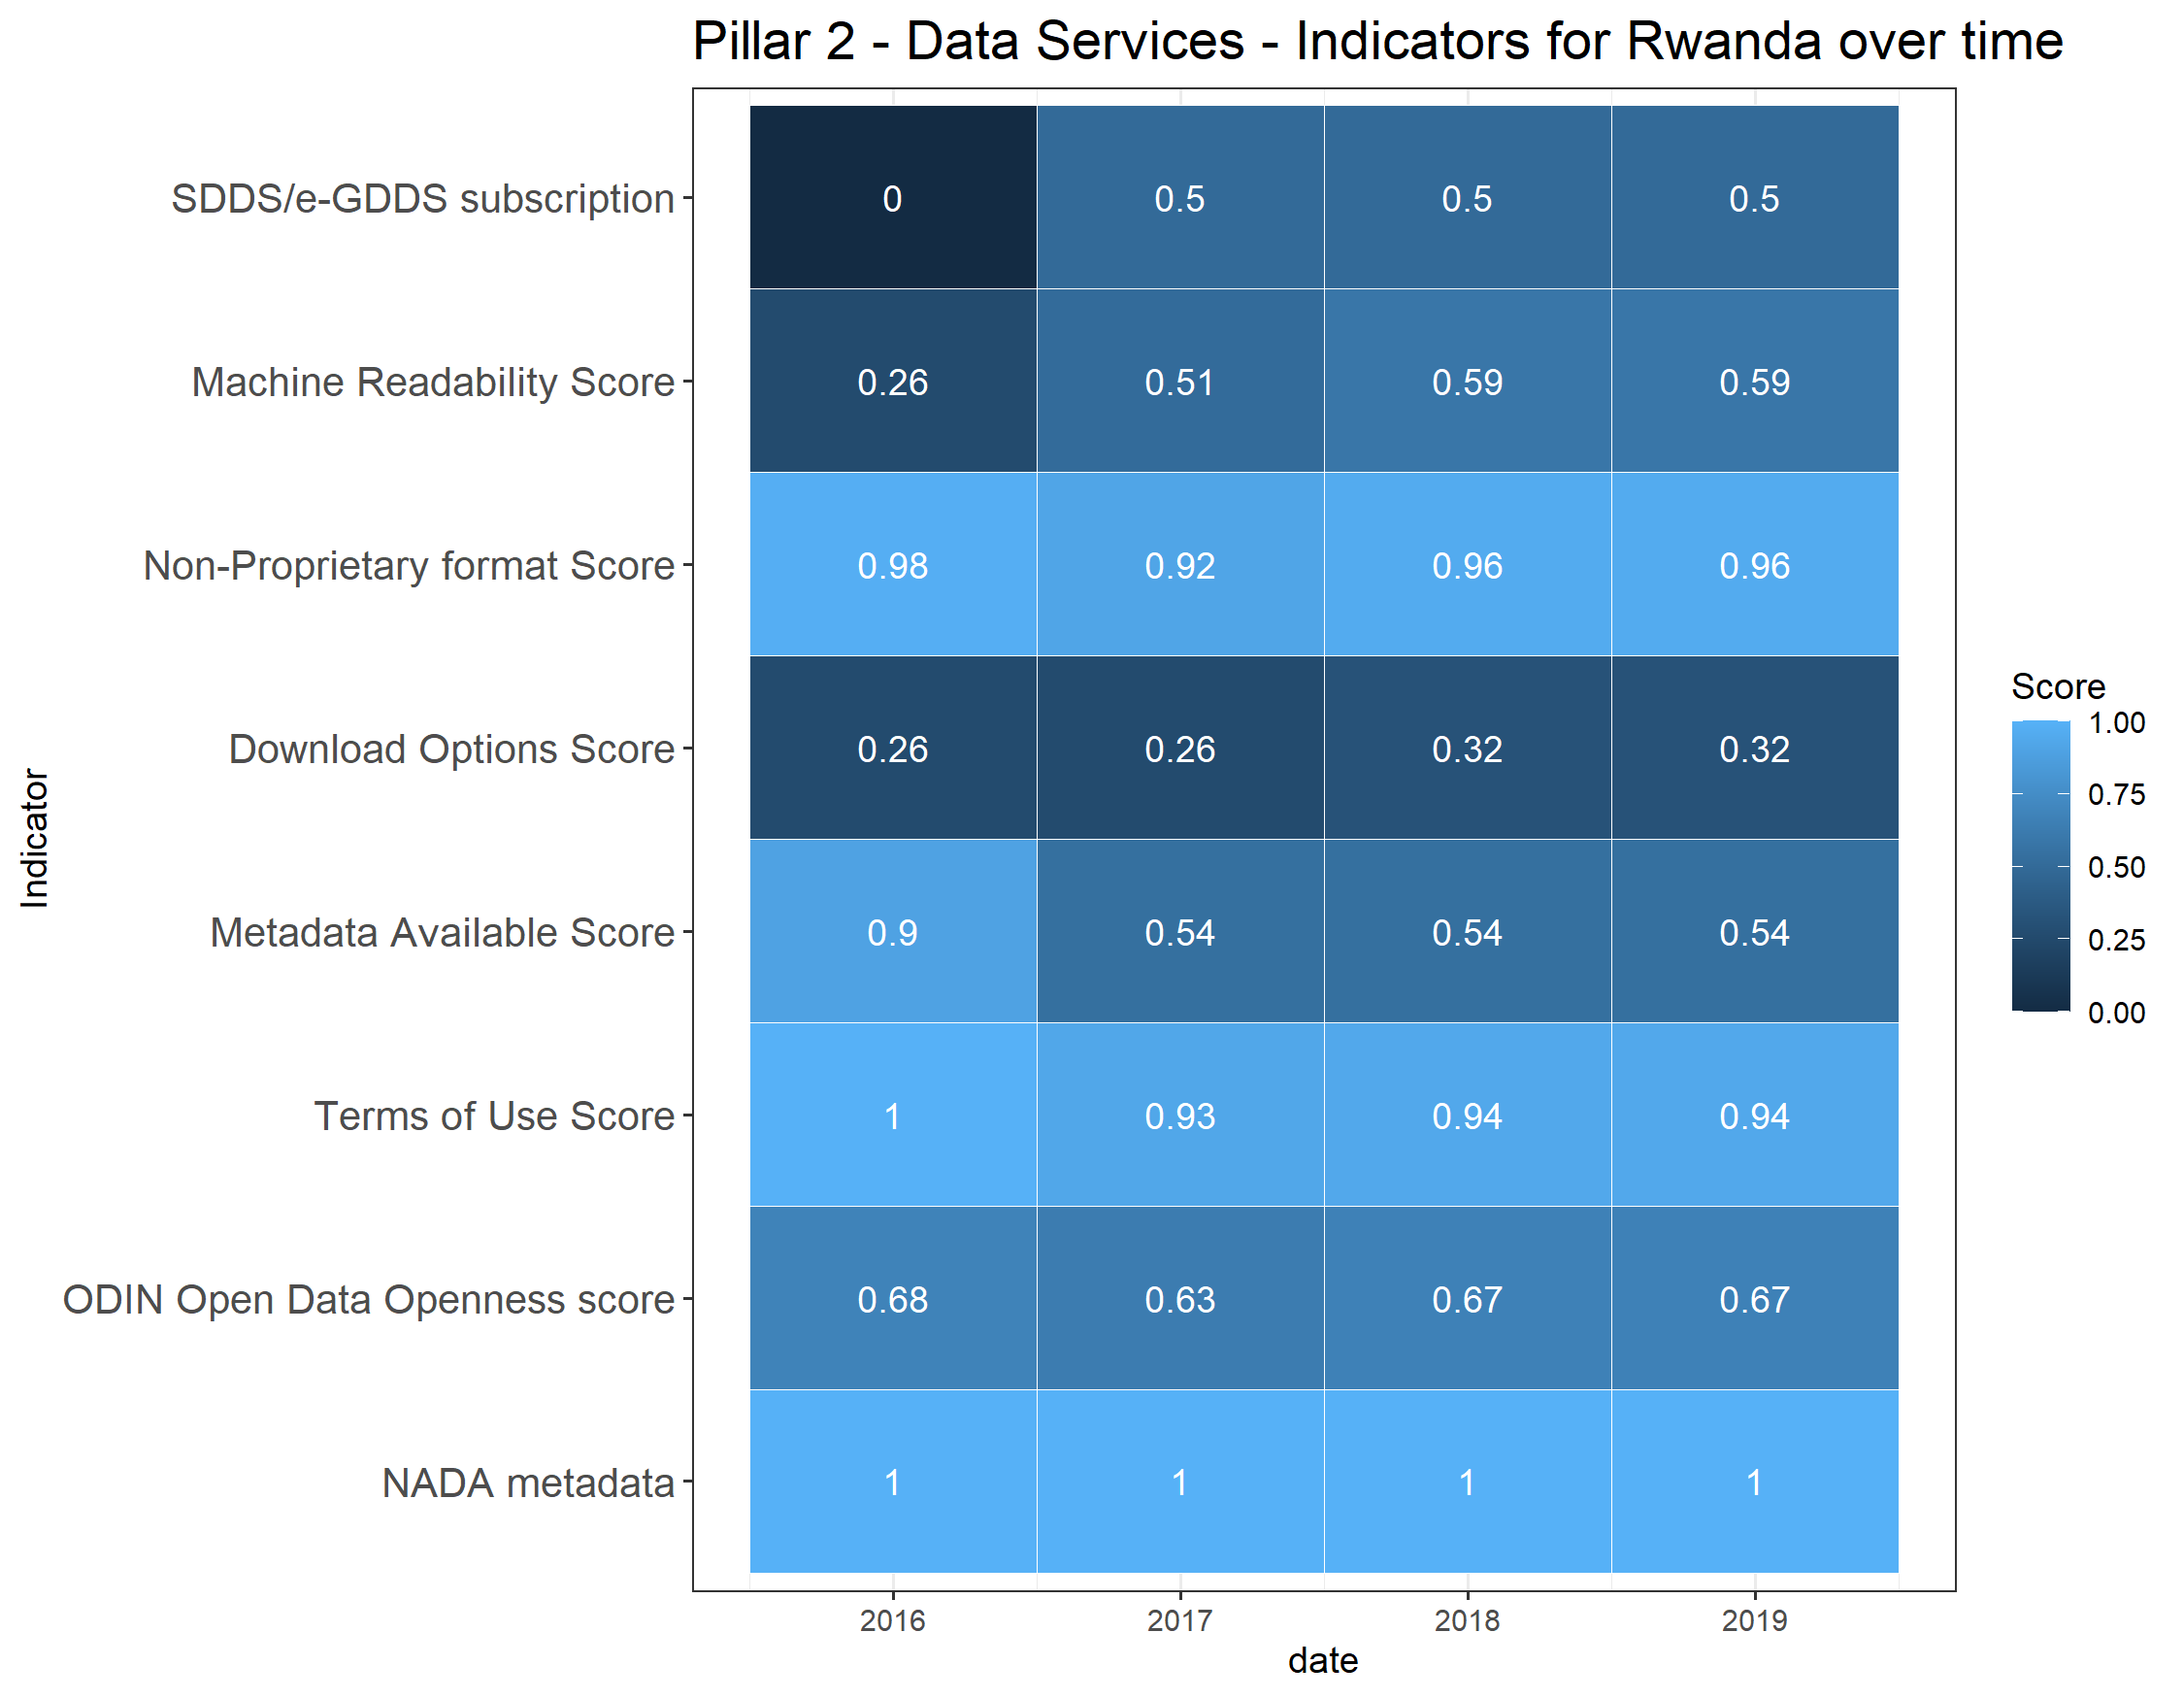 Pillar 2 - Data Services - Indicators for Rwanda over time
Indicator
SDDS/e-GDDS subscription 0 0.5 0.5 0.5
Machine Readability Score 0.26 0.51 0.59 0.59
Non-Proprietary format Score 0.98 0.92 0.96 0.96
Download Options Score 0.26 0.26 0.32 0.32
Metadata Available Score 0.9 0.54 0.54 0.54
Terms of Use Score 1 0.93 0.94 0.94
ODIN Open Data Openness score 0.68 0.63 0.67 0.67
NADA metadata 1 1 1 1
2016 2017 2018 2019
date
Score
1.00
0.75
0.50
0.25
0.00